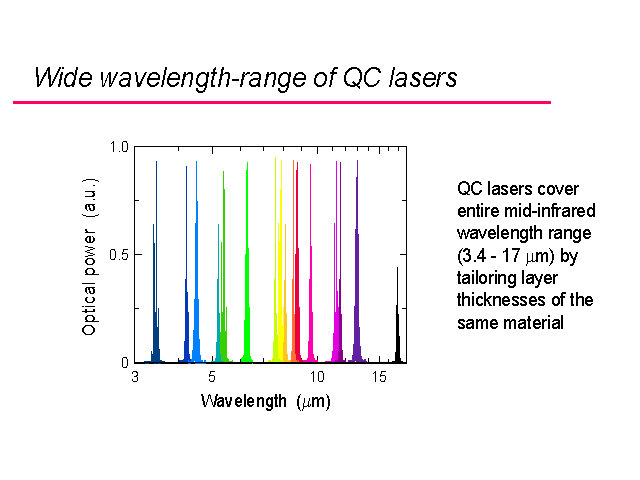 Wide wavelength-range of QC lasers
1.0
0.5
0
Optical power (a.u.)
3
5
10
15
Wavelength (μm)
QC lasers cover
entire mid-infrared
wavelength range
(3.4 - 17 μm) by
tailoring layer
thicknesses of the
same material